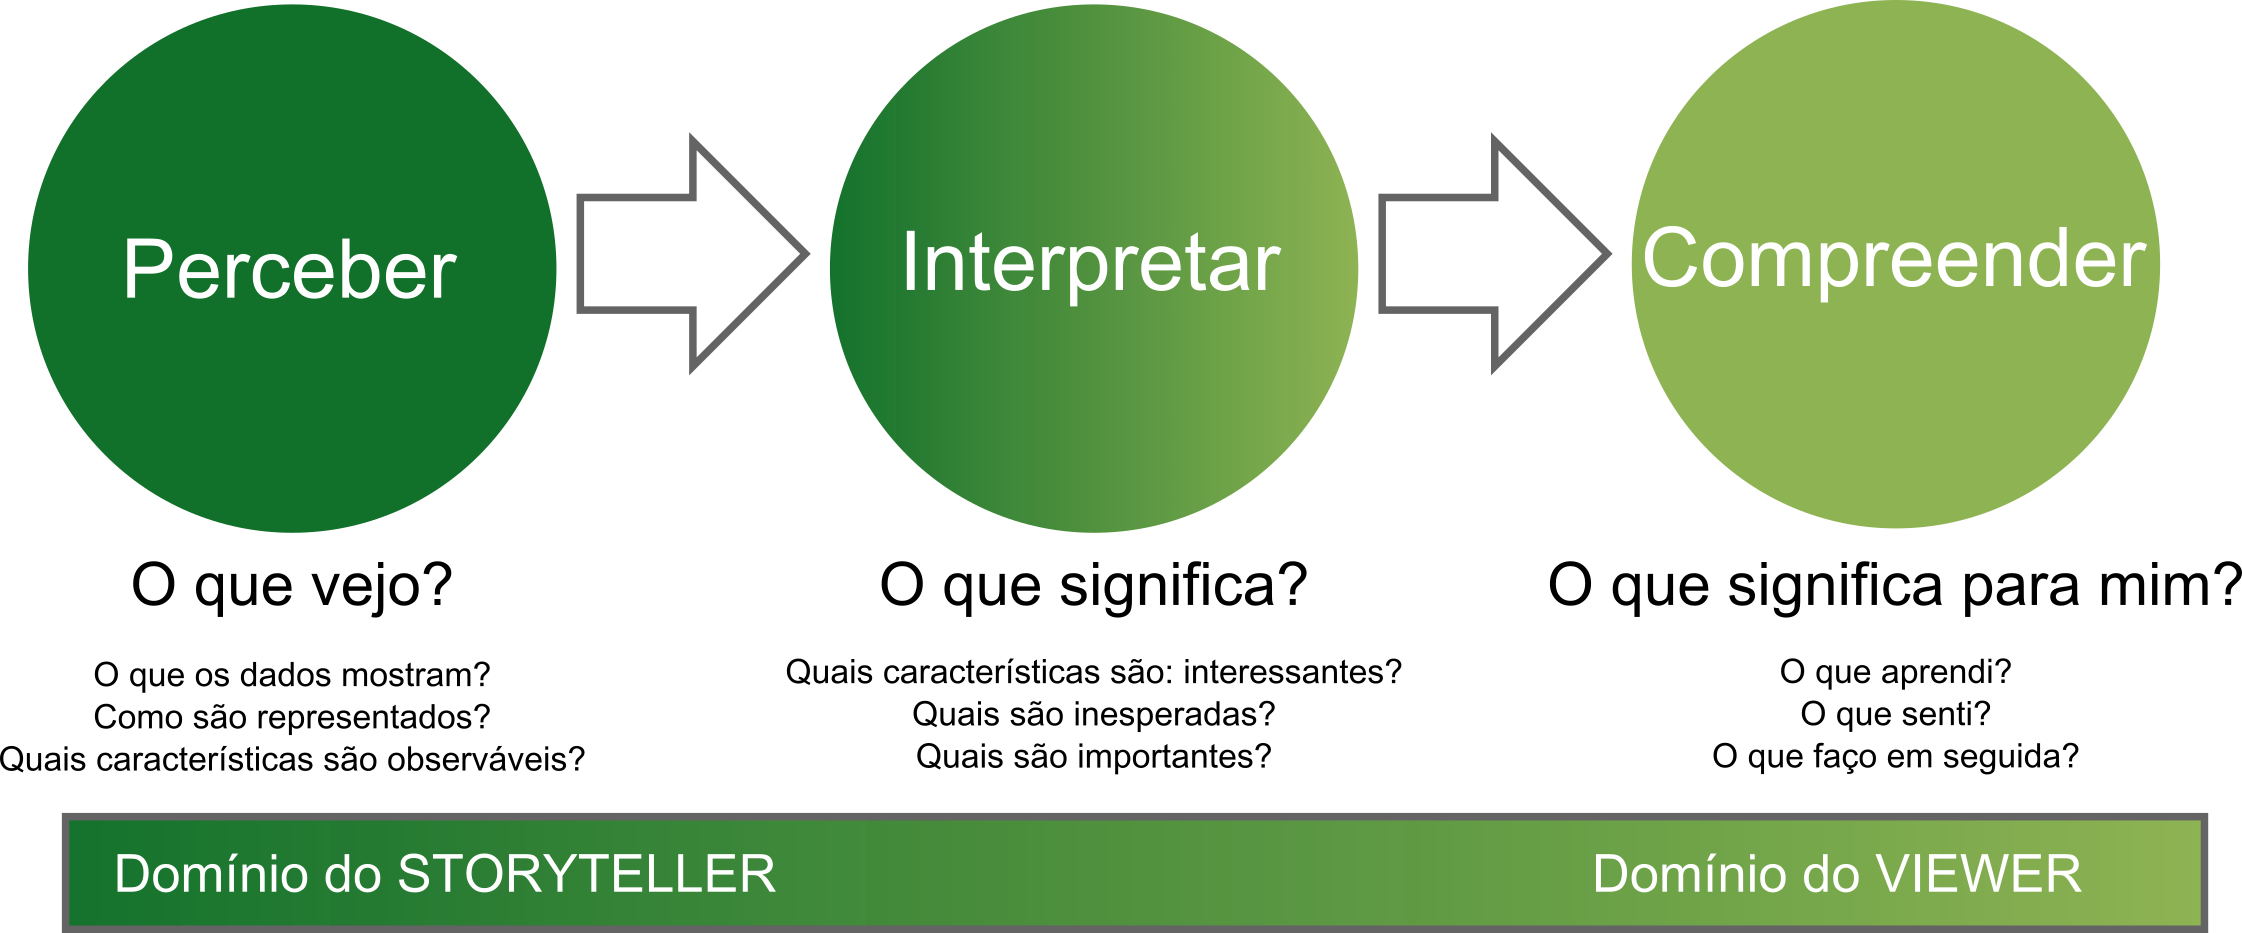 Perceber
Interpretar
Compreender
O que vejo?
O que os dados mostram?
Como são representados?
Quais características são observáveis?
O que significa?
Quais características são: interessantes?
Quais são inesperadas?
Quais são importantes?
O que significa para mim?
O que aprendi?
O que senti?
O que faço em seguida?
Domínio do STORYTELLER
Domínio do VIEWER